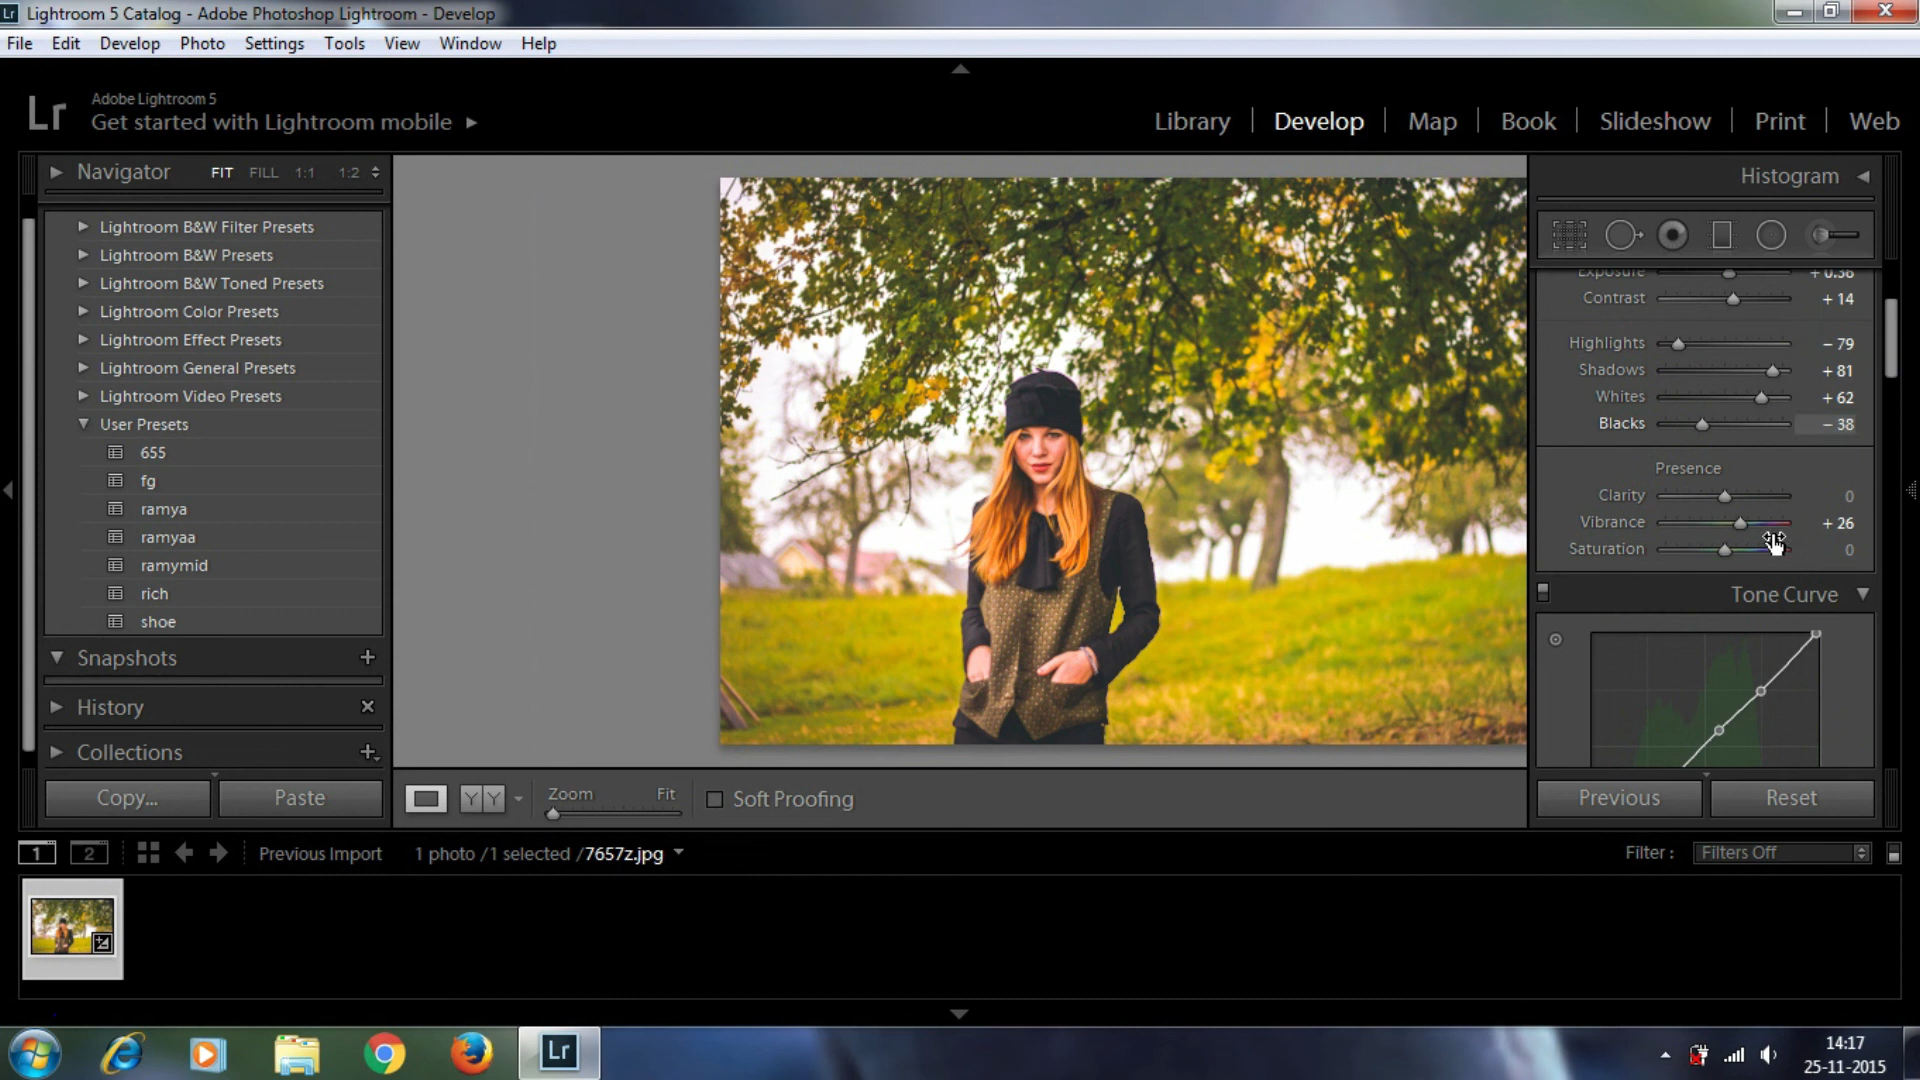 Lr Lightroom 5 Catalog - Adobe Photoshop Lightroom - Develop
File Edit Develop Photo Settings Tools View Window Help
Lr Adobe Lightroom 5
Get started with Lightroom mobile
Library Develop Map Book Slideshow Print Web
Navigator FIT FILL 1:1 1:2
Lightroom B&W Filter Presets
Lightroom B&W Presets
Lightroom B&W Toned Presets
Lightroom Color Presets
Lightroom Effect Presets
Lightroom General Presets
Lightroom Video Presets
User Presets
655
fg
ramya
ramyaa
ramymid
rich
shoe
Snapshots +
History
Collections +
Copy... Paste
YY Zoom Fit Soft Proofing
Histogram
Exposure + 0.36
Contrast + 14
Highlights – 79
Shadows + 81
Whites + 62
Blacks – 38
Presence
Clarity 0
Vibrance + 26
Saturation 0
Tone Curve
Previous Reset
1 2 Previous Import 1 photo /1 selected /7657z.jpg Filter : Filters Off
Lr
14:17
25-11-2015